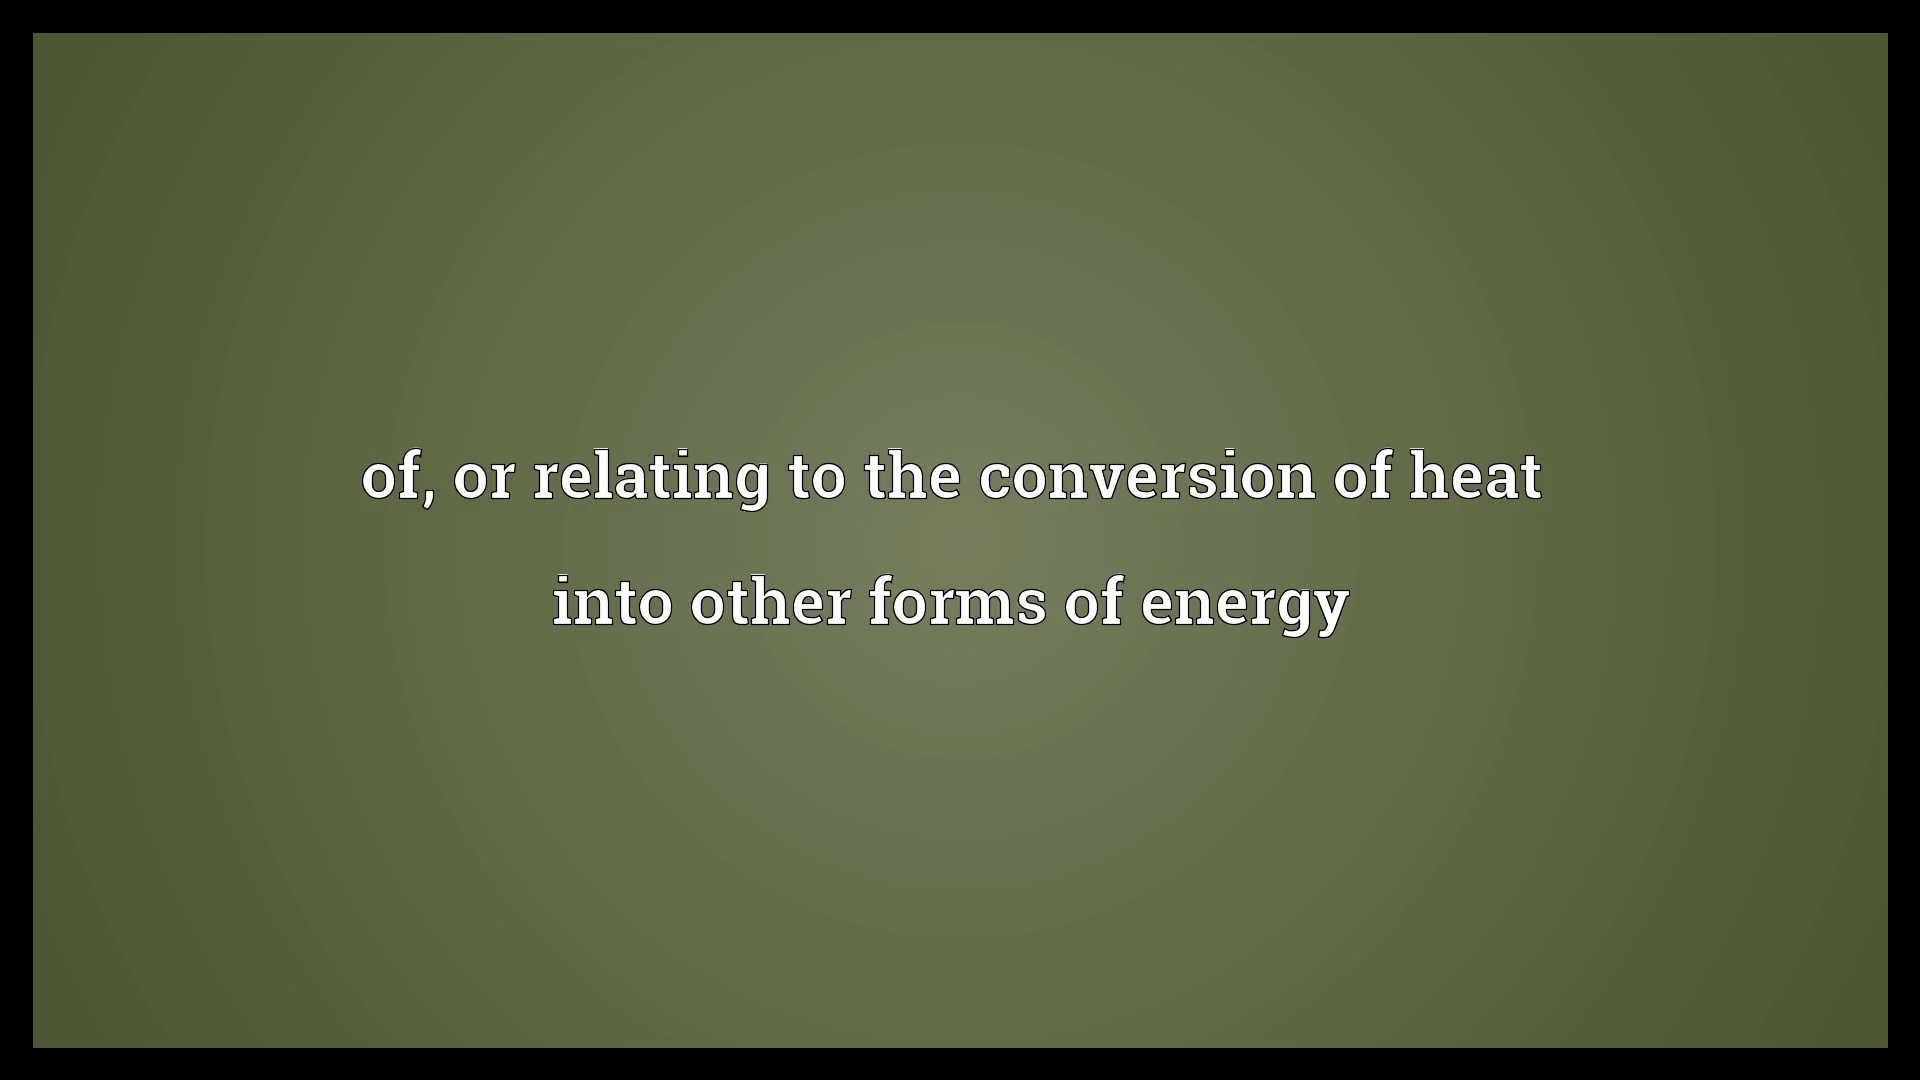 of, or relating to the conversion of heat
into other forms of energy